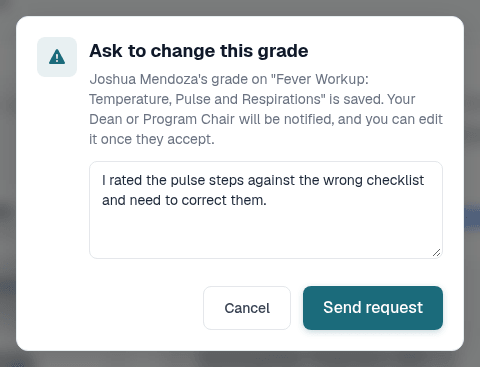 Ask to change this grade
Joshua Mendoza's grade on "Fever Workup:
Temperature, Pulse and Respirations" is saved. Your
Dean or Program Chair will be notified, and you can edit
it once they accept.
I rated the pulse steps against the wrong checklist
and need to correct them.
Cancel
Send request